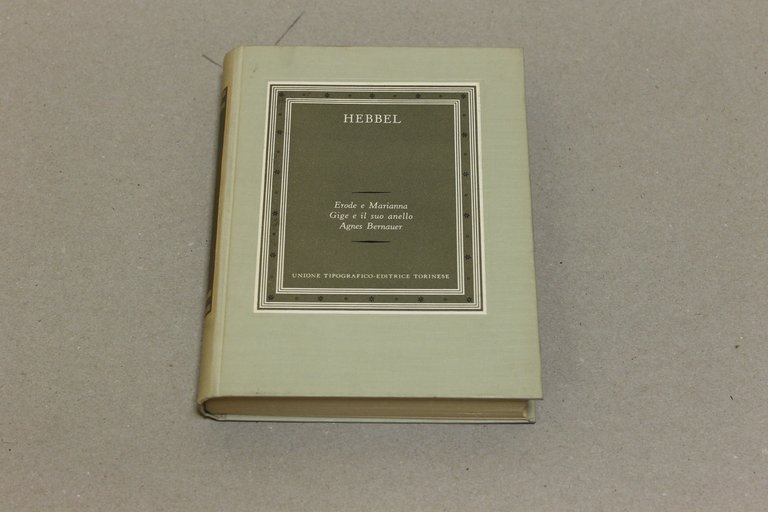 HEBBEL
Erode e Marianna
Gige e il suo anello
Agnes Bernauer
UNIONE TIPOGRAFICO-EDITRICE TORINESE